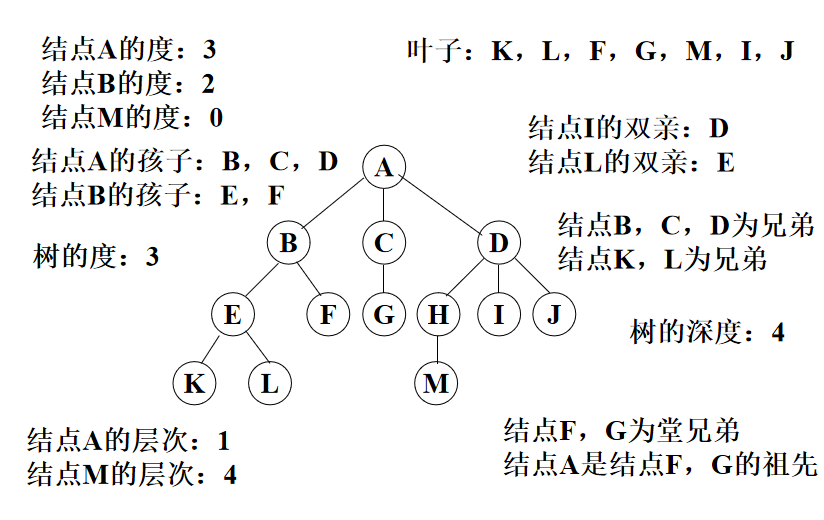 结点A的度：3
结点B的度：2
结点M的度：0
叶子：K，L，F，G，M，I，J
结点I的双亲：D
结点L的双亲：E
结点A的孩子：B，C，D
结点B的孩子：E，F
A
结点B，C，D为兄弟
结点K，L为兄弟
树的度：3
B
C
D
E
F
G
H
I
J
树的深度：4
K
L
M
结点A的层次：1
结点M的层次：4
结点F，G为堂兄弟
结点A是结点F，G的祖先